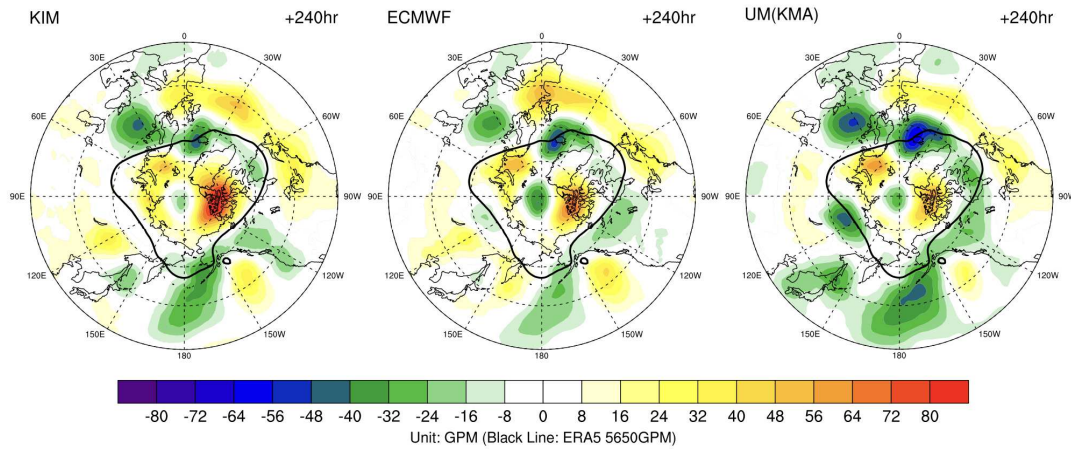 KIM +240hr ECMWF +240hr UM(KMA) +240hr
0 0 0
30E 30W 30E 30W 30E 30W
60E 60W 60E 60W 60E 60W
90E 90W 90E 90W 90E 90W
120E 120W 120E 120W 120E 120W
150E 150W 150E 150W 150E 150W
180 180 180
-80 -72 -64 -56 -48 -40 -32 -24 -16 -8 0 8 16 24 32 40 48 56 64 72 80
Unit: GPM (Black Line: ERA5 5650GPM)